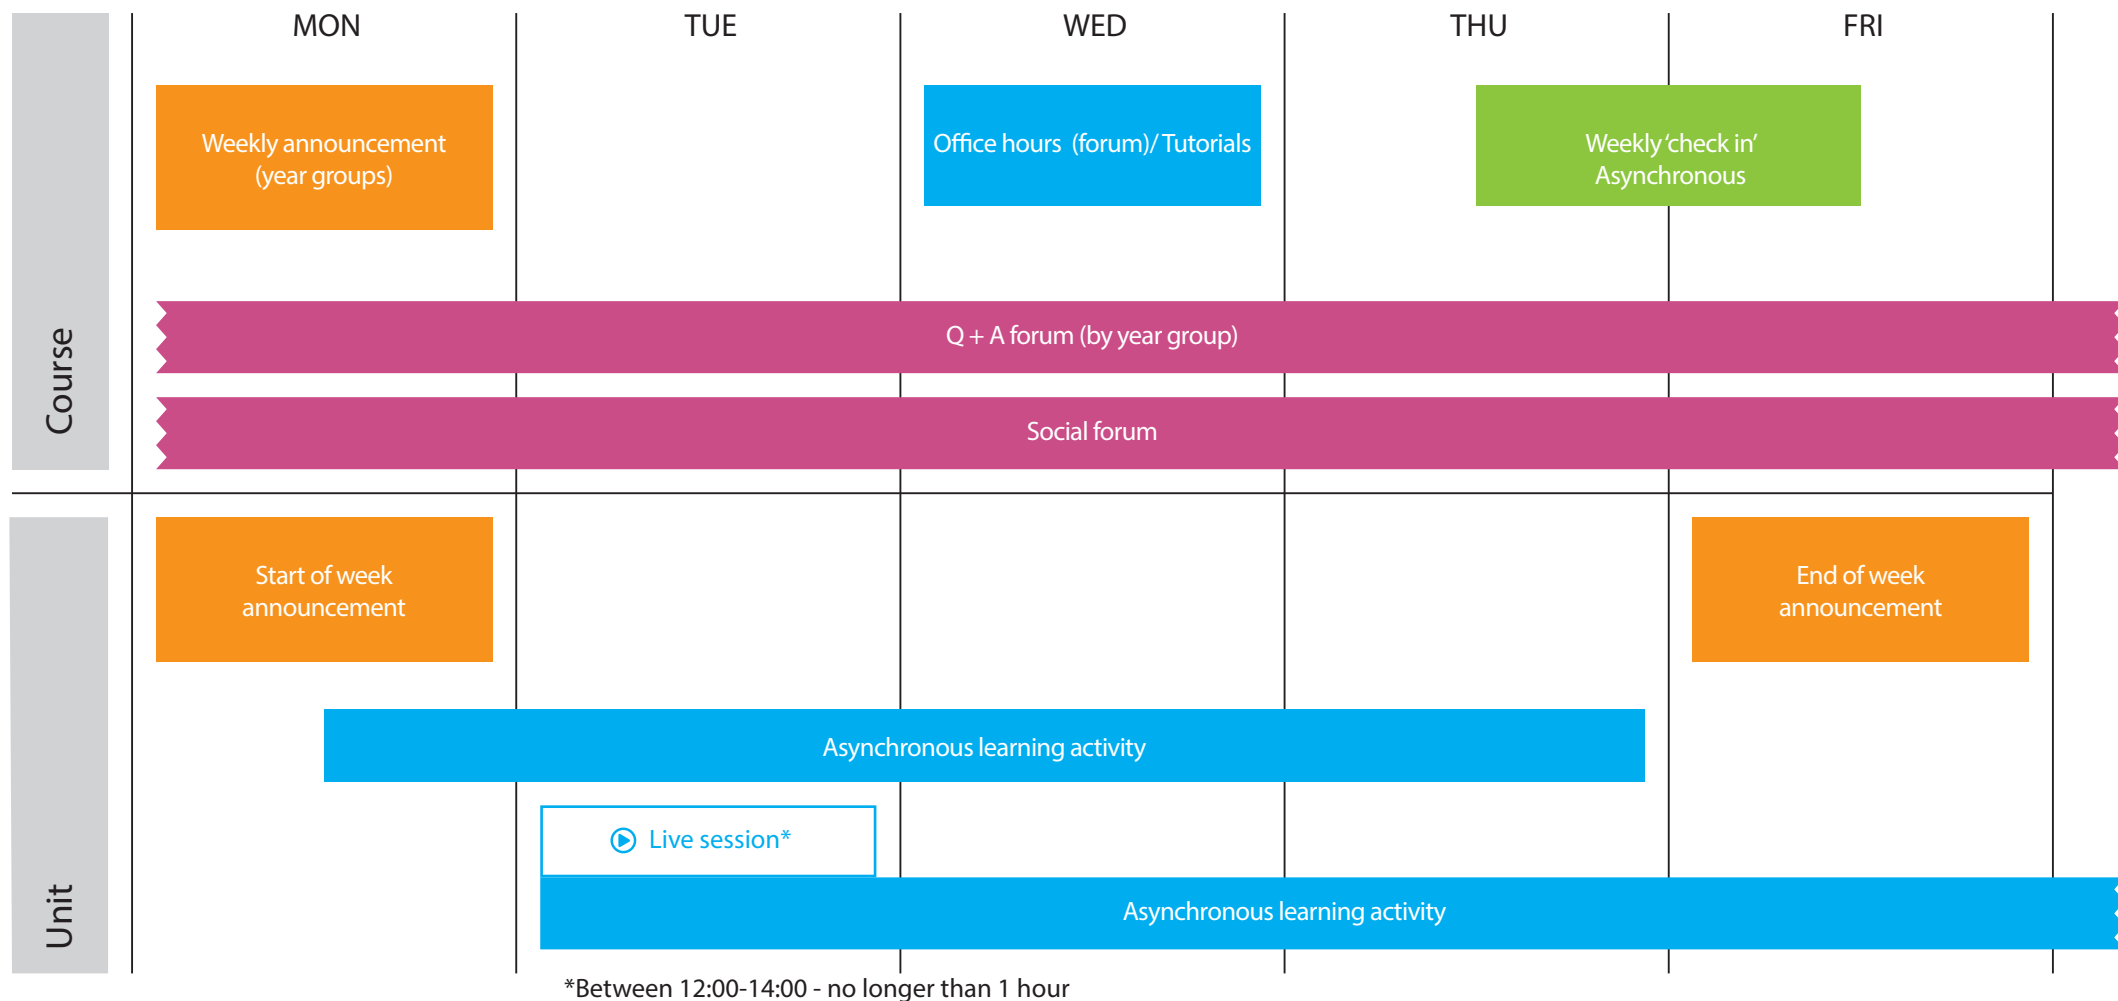 MON
TUE
WED
THU
FRI
Course
Weekly announcement
(year groups)
Office hours  (forum)/ Tutorials
Weekly ‘check in’
Asynchronous
Q + A forum (by year group)
Social forum
Unit
Start of week
announcement
End of week
announcement
Asynchronous learning activity
Live session*
Asynchronous learning activity
*Between 12:00-14:00 - no longer than 1 hour